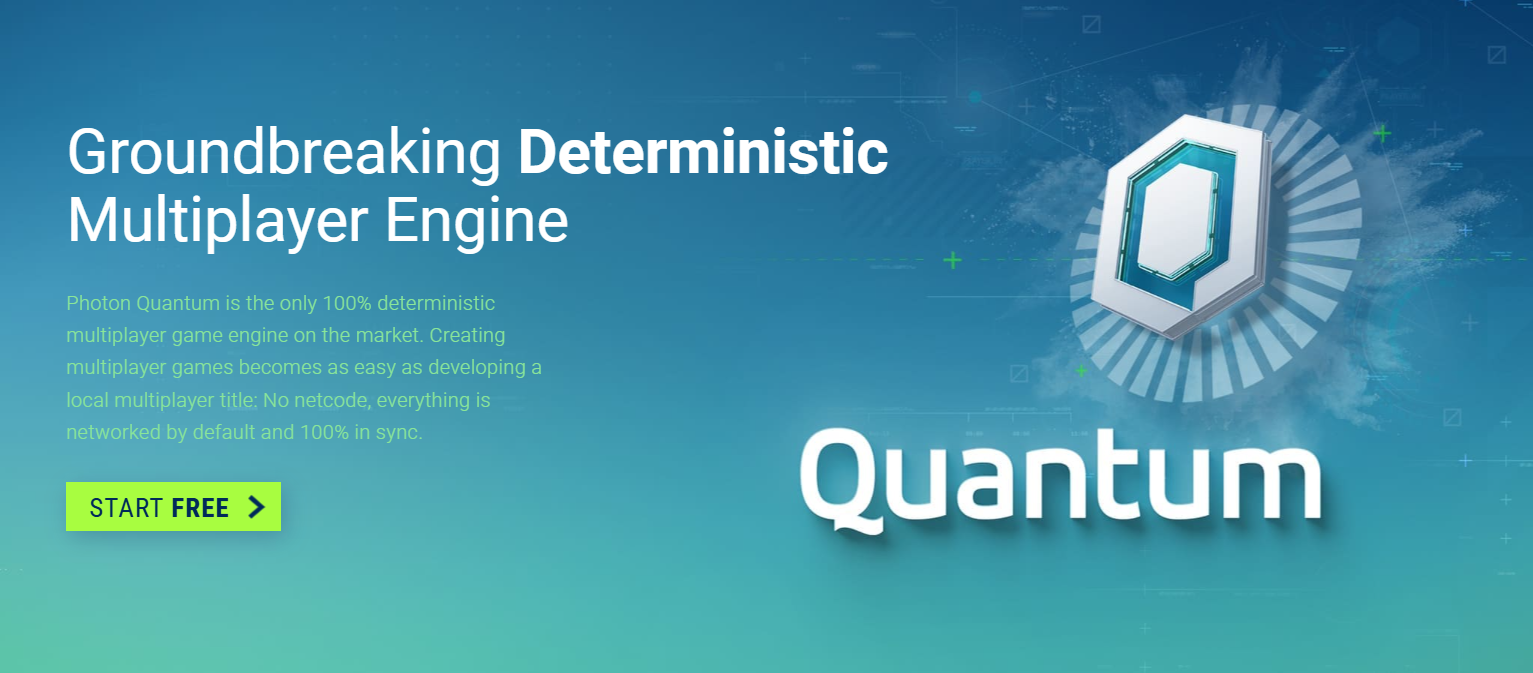 Groundbreaking Deterministic
Multiplayer Engine
Photon Quantum is the only 100% deterministic
multiplayer game engine on the market. Creating
multiplayer games becomes as easy as developing a
local multiplayer title: No netcode, everything is
networked by default and 100% in sync.
START FREE
Quantum